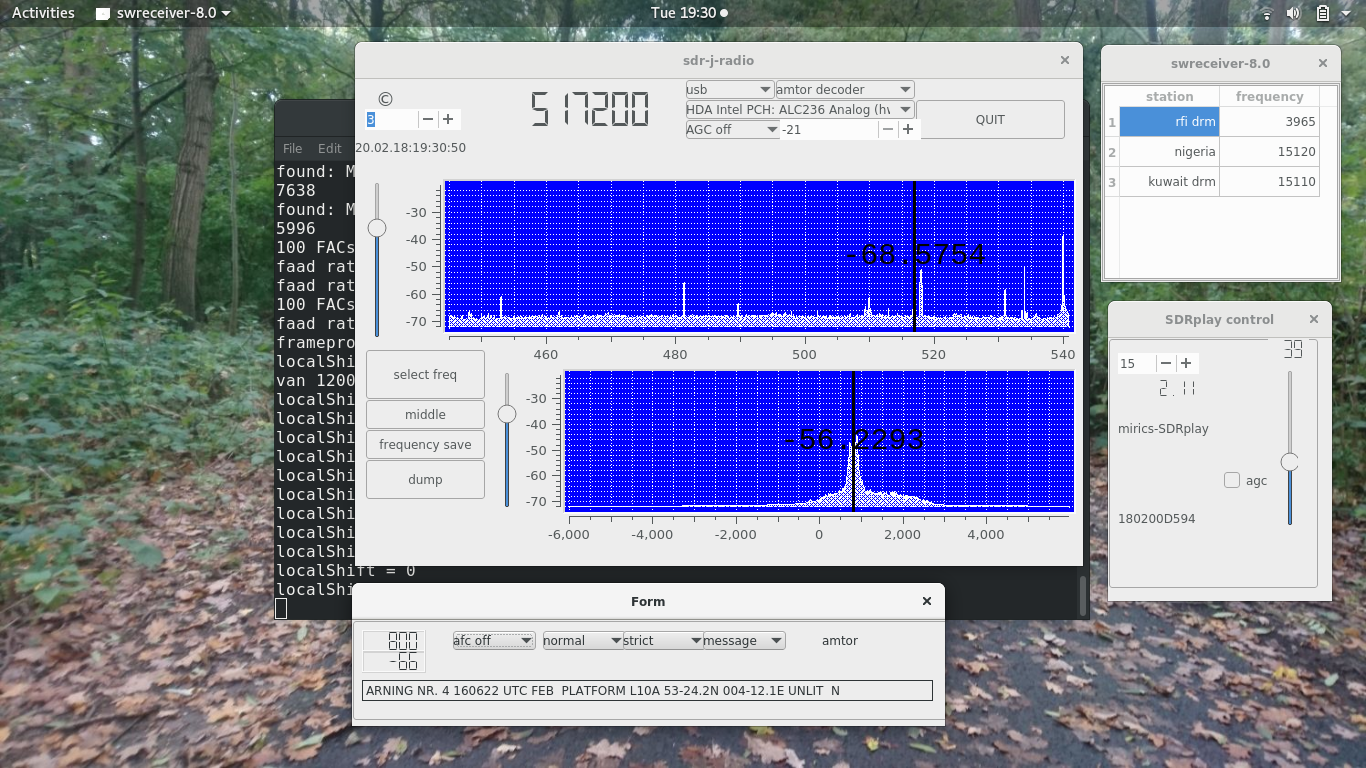 Activities swreceiver-8.0 Tue 19:30
sdr-j-radio
©
3
517200
usb amtor decoder
HDA Intel PCH: ALC236 Analog (hv
AGC off -21
QUIT
20.02.18:19:30:50
-30
-40
-50
-60
-70
-68.5754
460 480 500 520 540
select freq
middle
frequency save
dump
-30
-40
-50
-60
-70
-56.2293
-6,000 -4,000 -2,000 0 2,000 4,000
File Edit
found: M
7638
found: M
5996
100 FACs
faad rat
faad rat
100 FACs
faad rat
framepro
localShi
van 1200
localShi
localShi
localShi
localShi
localShi
localShi
localShi
localShi
localShi
localShift = 0
localShi
swreceiver-8.0
station frequency
1 rfi drm 3965
2 nigeria 15120
3 kuwait drm 15110
SDRplay control
39
15
2.11
mirics-SDRplay
agc
180200D594
Form
800
-66
afc off normal strict message amtor
ARNING NR. 4 160622 UTC FEB  PLATFORM L10A 53-24.2N 004-12.1E UNLIT  N